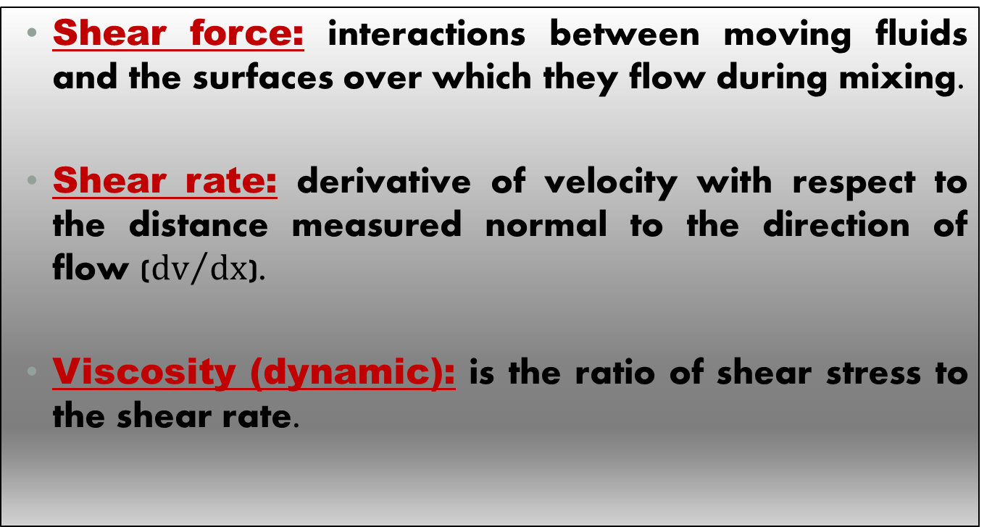 • Shear force: interactions between moving fluids
and the surfaces over which they flow during mixing.
• Shear rate: derivative of velocity with respect to
the distance measured normal to the direction of
flow (dv/dx).
• Viscosity (dynamic): is the ratio of shear stress to
the shear rate.